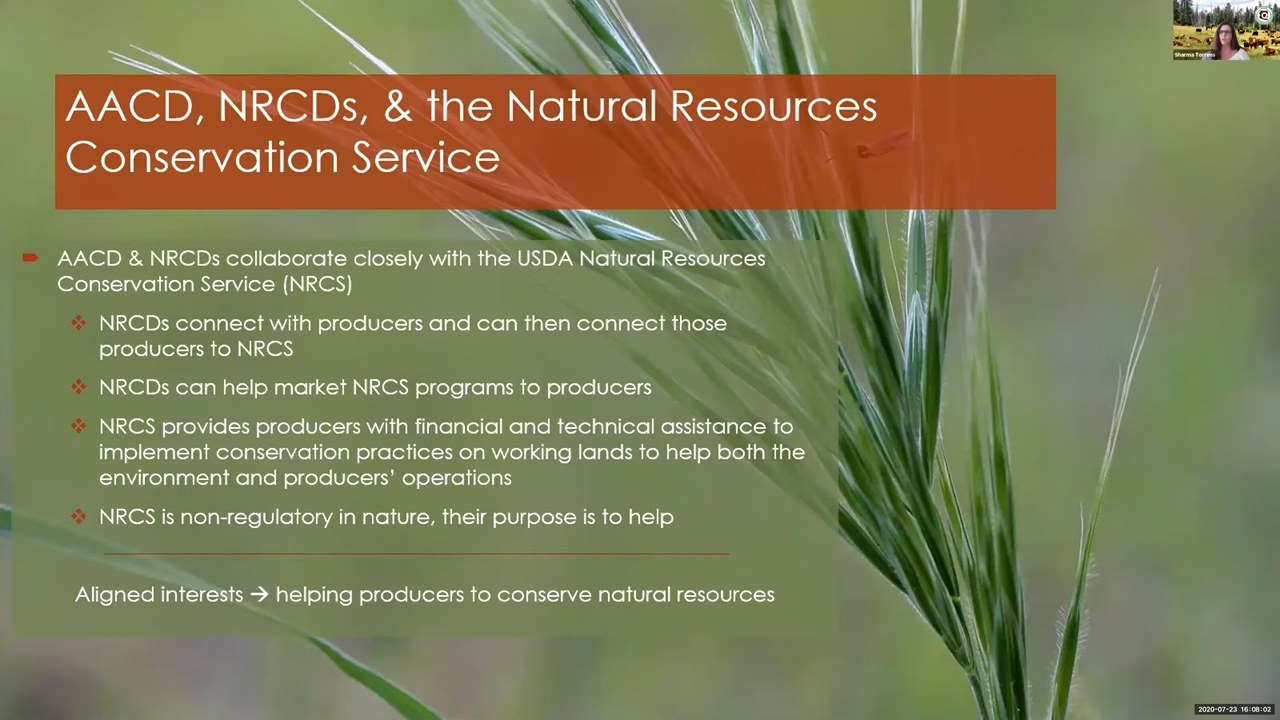 AACD, NRCDs, & the Natural Resources
Conservation Service
AACD & NRCDs collaborate closely with the USDA Natural Resources
Conservation Service (NRCS)
NRCDs connect with producers and can then connect those
producers to NRCS
NRCDs can help market NRCS programs to producers
NRCS provides producers with financial and technical assistance to
implement conservation practices on working lands to help both the
environment and producers’ operations
NRCS is non-regulatory in nature, their purpose is to help
Aligned interests → helping producers to conserve natural resources
Sharma Torrens
2020-07-23 16:08:02